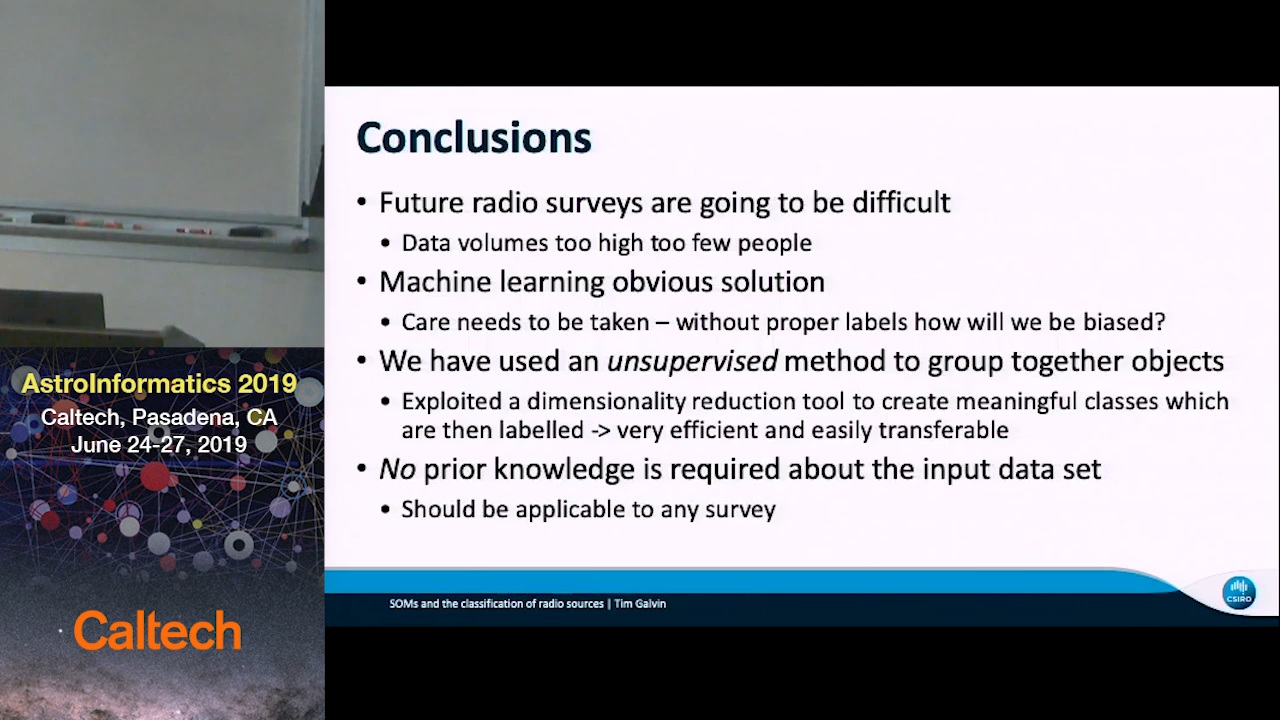 Conclusions
• Future radio surveys are going to be difficult
• Data volumes too high too few people
• Machine learning obvious solution
• Care needs to be taken – without proper labels how will we be biased?
• We have used an unsupervised method to group together objects
• Exploited a dimensionality reduction tool to create meaningful classes which
are then labelled -> very efficient and easily transferable
• No prior knowledge is required about the input data set
• Should be applicable to any survey
SOMs and the classification of radio sources | Tim Galvin
CSIRO
AstroInformatics 2019
Caltech, Pasadena, CA
June 24-27, 2019
Caltech